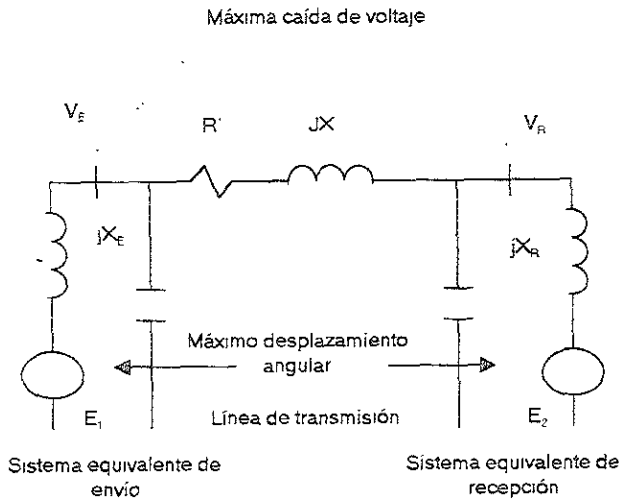 Máxima caída de voltaje
V_E
R
JX
V_R
jX_E
jX_R
Máximo desplazamiento
angular
E_1
Línea de transmisión
E_2
Sistema equivalente de
envío
Sistema equivalente de
recepción